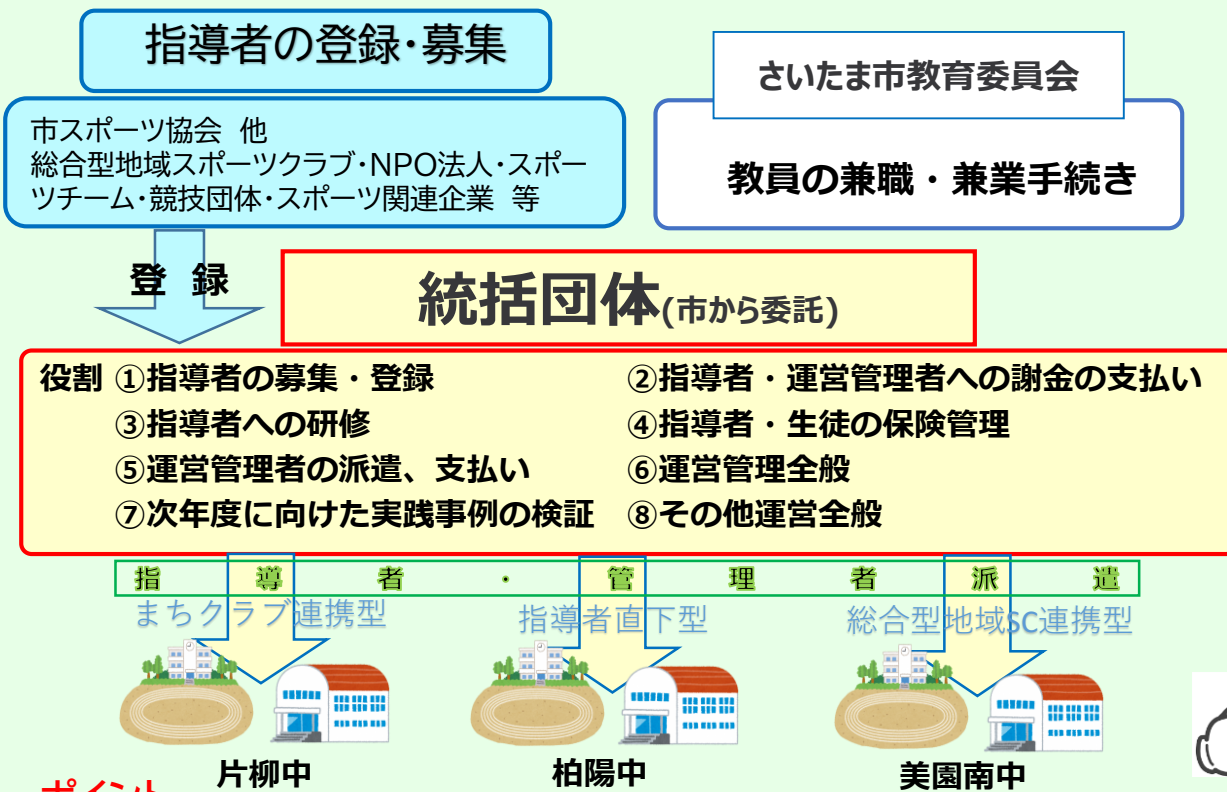 指導者の登録・募集
市スポーツ協会 他
総合型地域スポーツクラブ・NPO法人・スポー
ツチーム・競技団体・スポーツ関連企業 等
さいたま市教育委員会
教員の兼職・兼業手続き
登 録
統括団体(市から委託)
役割 ①指導者の募集・登録 ②指導者・運営管理者への謝金の支払い
③指導者への研修 ④指導者・生徒の保険管理
⑤運営管理者の派遣、支払い ⑥運営管理全般
⑦次年度に向けた実践事例の検証 ⑧その他運営全般
指 導 者 ・ 管 理 者 派 遣
まちクラブ連携型 指導者直下型 総合型地域SC連携型
片柳中 柏陽中 美園南中
ポイント